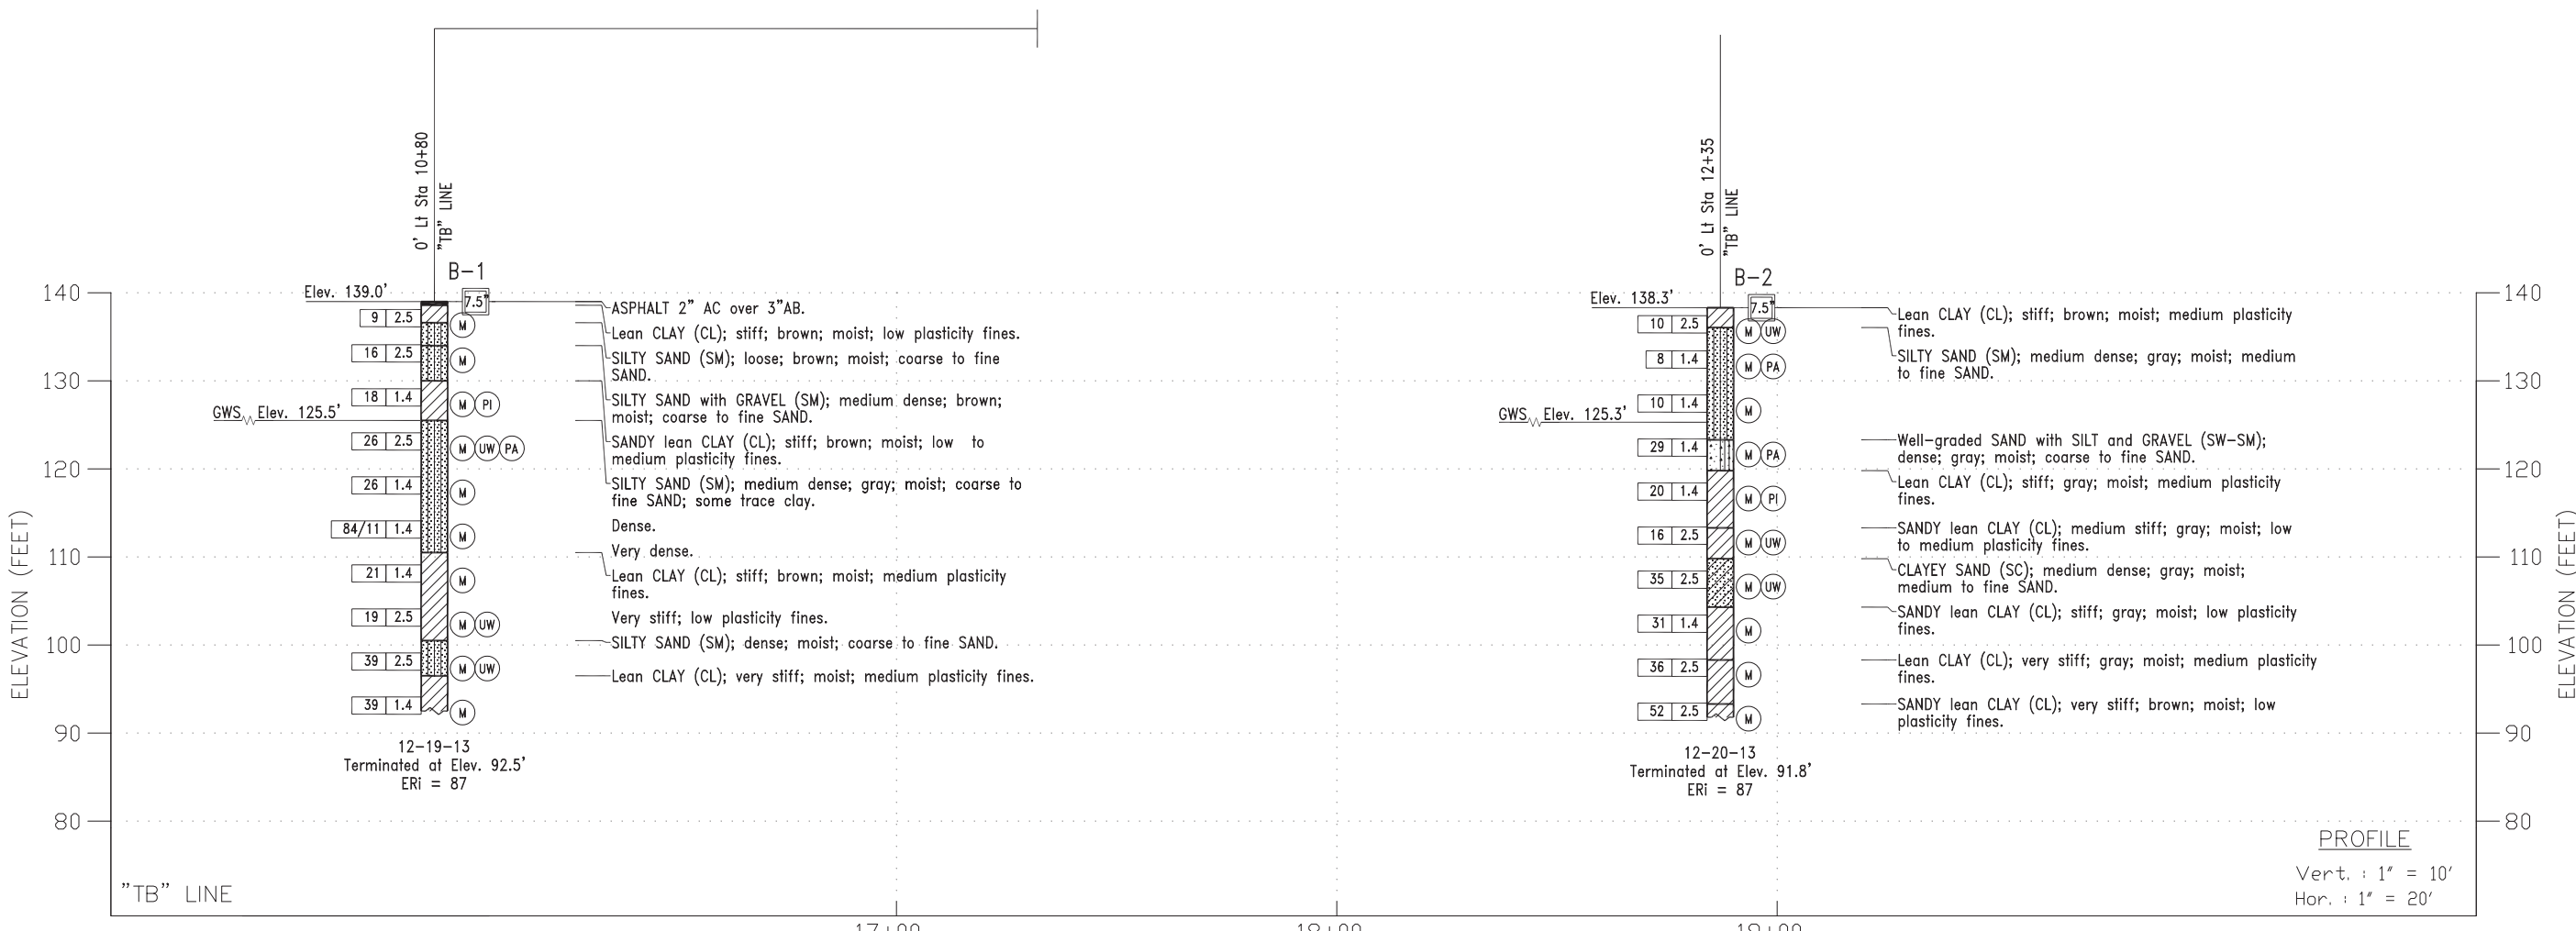 0' Lt Sta 10+80
"TB" LINE
B-1
7.5"
Elev. 139.0'
GWS Elev. 125.5'
9 2.5 M
16 2.5 M
18 1.4 M PI
26 2.5 M UW PA
26 1.4 M
84/11 1.4 M
21 1.4 M
19 2.5 M UW
39 2.5 M UW
39 1.4 M
ASPHALT 2" AC over 3"AB.
Lean CLAY (CL); stiff; brown; moist; low plasticity fines.
SILTY SAND (SM); loose; brown; moist; coarse to fine
SAND.
SILTY SAND with GRAVEL (SM); medium dense; brown;
moist; coarse to fine SAND.
SANDY lean CLAY (CL); stiff; brown; moist; low to
medium plasticity fines.
SILTY SAND (SM); medium dense; gray; moist; coarse to
fine SAND; some trace clay.
Dense.
Very dense.
Lean CLAY (CL); stiff; brown; moist; medium plasticity
fines.
Very stiff; low plasticity fines.
SILTY SAND (SM); dense; moist; coarse to fine SAND.
Lean CLAY (CL); very stiff; moist; medium plasticity fines.
12-19-13
Terminated at Elev. 92.5'
ERi = 87
0' Lt Sta 12+35
"TB" LINE
B-2
7.5"
Elev. 138.3'
GWS Elev. 125.3'
10 2.5 M UW
8 1.4 M PA
10 1.4 M
29 1.4 M PA
20 1.4 M PI
16 2.5 M UW
35 2.5 M UW
31 1.4 M
36 2.5 M
52 2.5 M
Lean CLAY (CL); stiff; brown; moist; medium plasticity
fines.
SILTY SAND (SM); medium dense; gray; moist; medium
to fine SAND.
Well-graded SAND with SILT and GRAVEL (SW-SM);
dense; gray; moist; coarse to fine SAND.
Lean CLAY (CL); stiff; gray; moist; medium plasticity
fines.
SANDY lean CLAY (CL); medium stiff; gray; moist; low
to medium plasticity fines.
CLAYEY SAND (SC); medium dense; gray; moist;
medium to fine SAND.
SANDY lean CLAY (CL); stiff; gray; moist; low plasticity
fines.
Lean CLAY (CL); very stiff; gray; moist; medium plasticity
fines.
SANDY lean CLAY (CL); very stiff; brown; moist; low
plasticity fines.
12-20-13
Terminated at Elev. 91.8'
ERi = 87
ELEVATION (FEET)
140
130
120
110
100
90
80
140
130
120
110
100
90
80
ELEVATION (FEET)
PROFILE
Vert. : 1" = 10'
Hor. : 1" = 20'
"TB" LINE
17+00
18+00